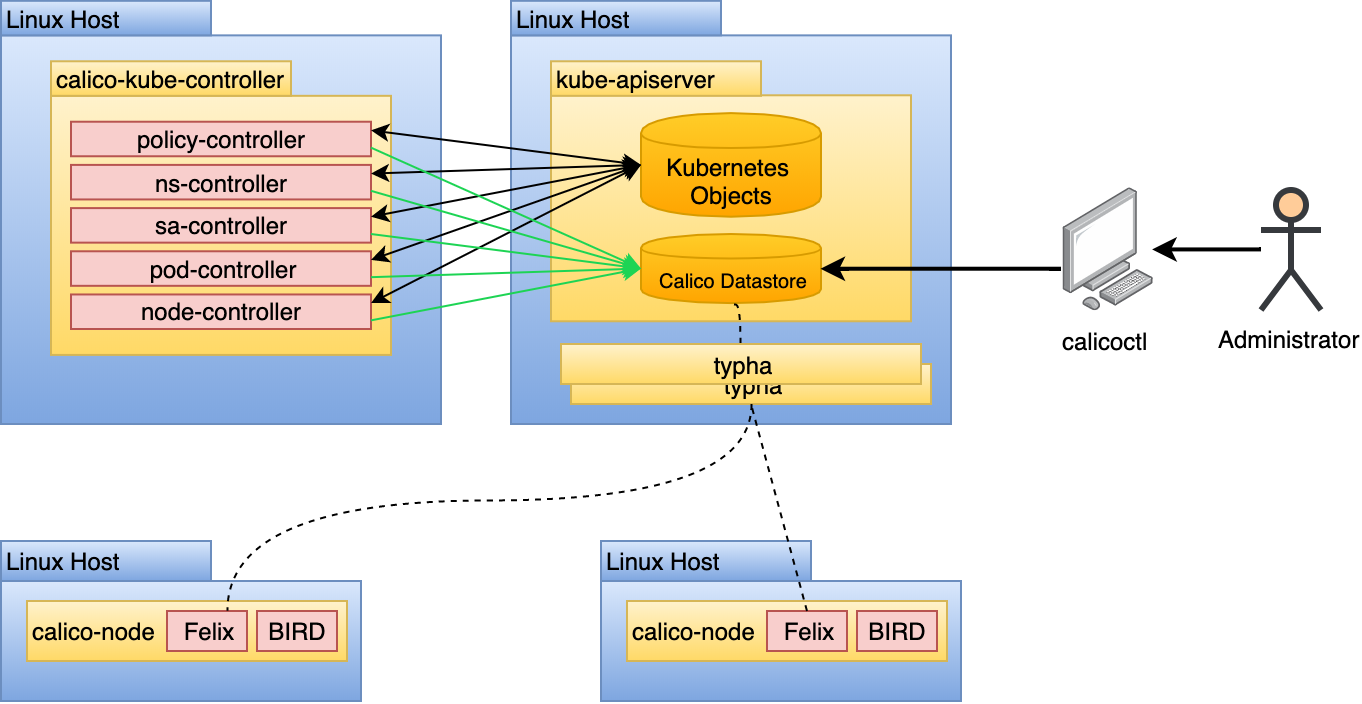 Linux Host
Linux Host
calico-kube-controller
kube-apiserver
policy-controller
ns-controller
sa-controller
pod-controller
node-controller
Kubernetes
Objects
Calico Datastore
calicoctl
Administrator
typha
typha
Linux Host
Linux Host
calico-node
Felix
BIRD
calico-node
Felix
BIRD